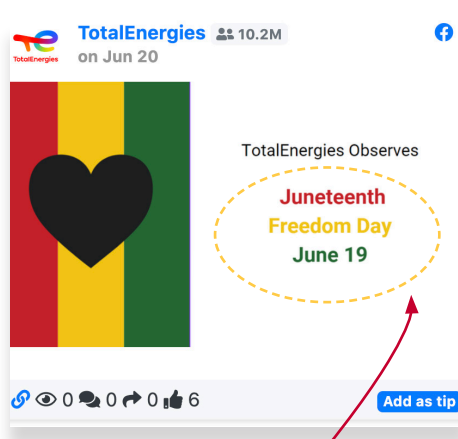 TotalEnergies 10.2M
on Jun 20
TotalEnergies
TotalEnergies Observes
Juneteenth
Freedom Day
June 19
0 0 0 6
Add as tip